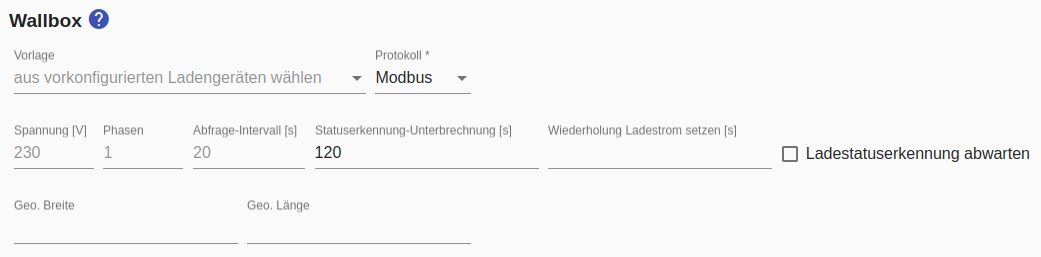 Wallbox ?
Vorlage Protokoll *
aus vorkonfigurierten Ladengeräten wählen Modbus
Spannung [V] Phasen Abfrage-Intervall [s] Statuserkennung-Unterbrechnung [s] Wiederholung Ladestrom setzen [s]
230 1 20 120 Ladestatuserkennung abwarten
Geo. Breite Geo. Länge